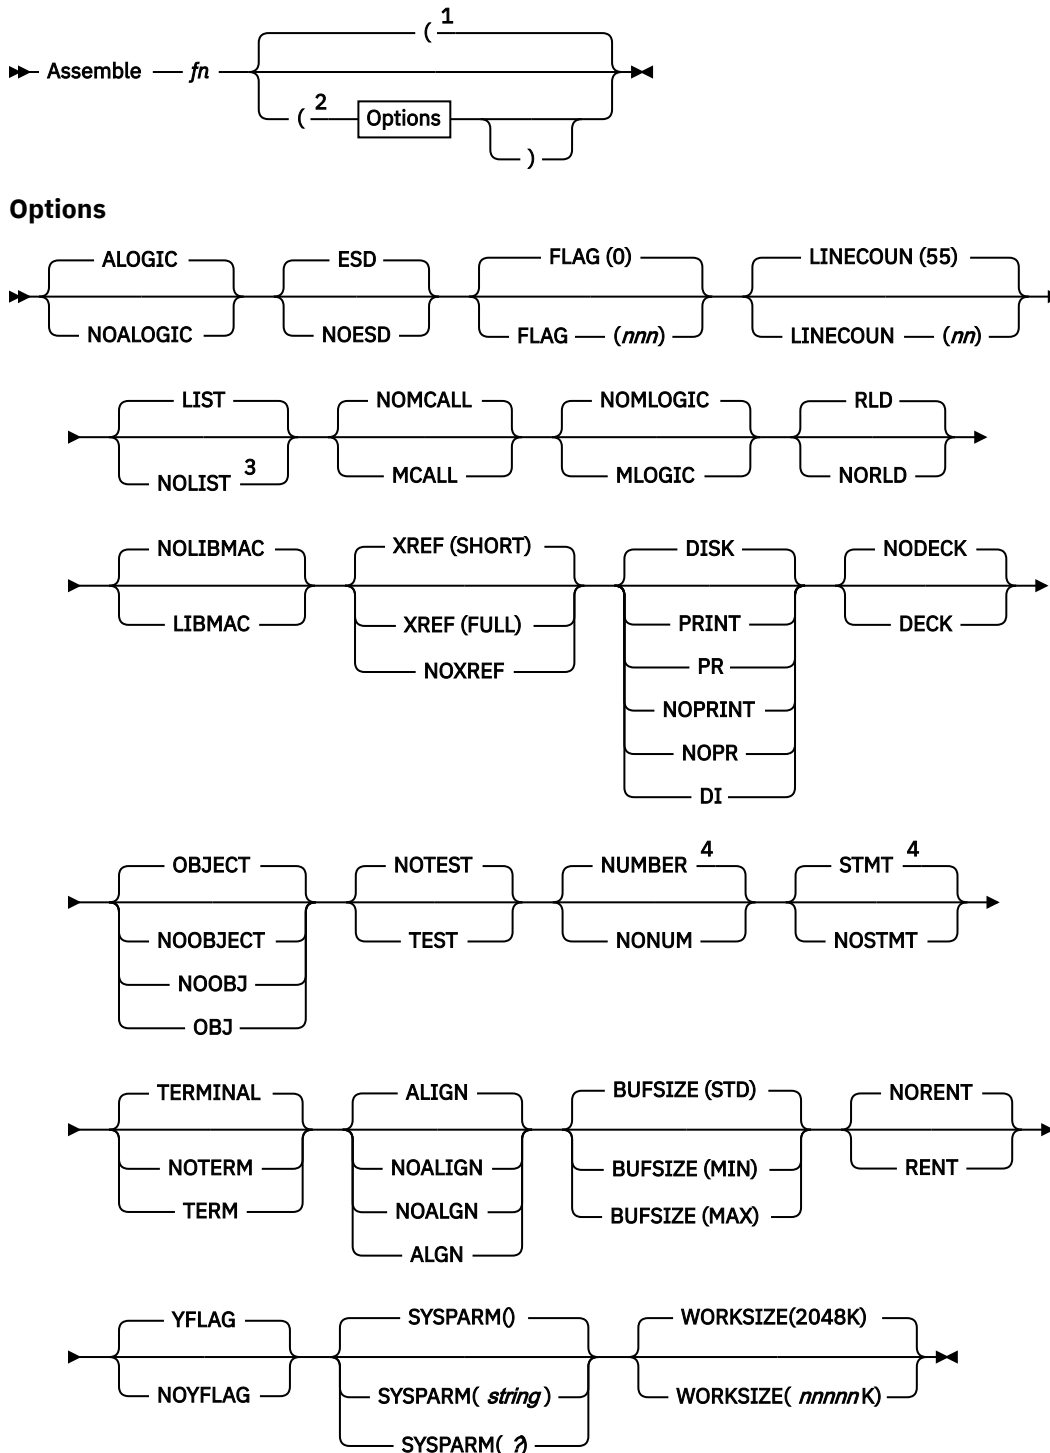 ( 1
Assemble fn
( 2 Options
)
Options
ALOGIC ESD FLAG (0) LINECOUN (55)
NOALOGIC NOESD FLAG (nnn) LINECOUN (nn)
LIST NOMCALL NOMLOGIC RLD
NOLIST 3 MCALL MLOGIC NORLD
NOLIBMAC XREF (SHORT) DISK NODECK
LIBMAC XREF (FULL) PRINT DECK
NOXREF PR
NOPRINT
NOPR
DI
OBJECT NOTEST NUMBER 4 STMT 4
NOOBJECT TEST NONUM NOSTMT
NOOBJ
OBJ
TERMINAL ALIGN BUFSIZE (STD) NORENT
NOTERM NOALIGN BUFSIZE (MIN) RENT
TERM NOALGN BUFSIZE (MAX)
ALGN
YFLAG SYSPARM() WORKSIZE(2048K)
NOYFLAG SYSPARM( string ) WORKSIZE( nnnnn K)
SYSPARM( ?)